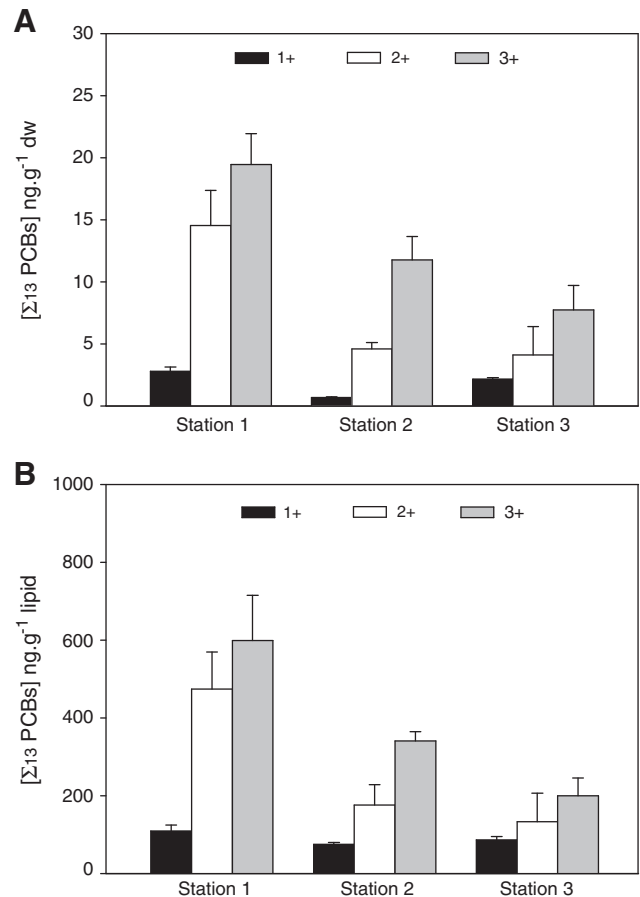 A
30
1+ 2+ 3+
25
20
15
10
5
0
[Σ13 PCBs] ng.g-1 dw
Station 1 Station 2 Station 3
B
1000
1+ 2+ 3+
800
600
400
200
0
[Σ13 PCBs] ng.g-1 lipid
Station 1 Station 2 Station 3